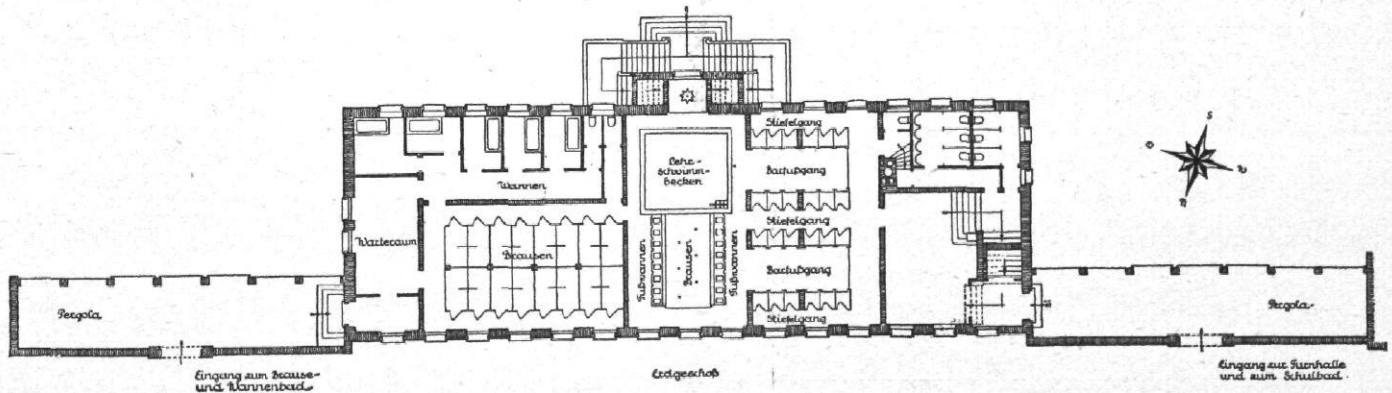 Stiefelgang
Lehr-
schwimm-
becken
Barfußgang
Wannen
Stiefelgang
Warteraum
Brausen
Fußwannen
Brausen
Fußwannen
Barfußgang
Stiefelgang
Pergola
Pergola
Eingang zum Brause-
und Wannenbad
Erdgeschoß
Eingang zur Turnhalle
und zum Schulbad.
S
O
W
N